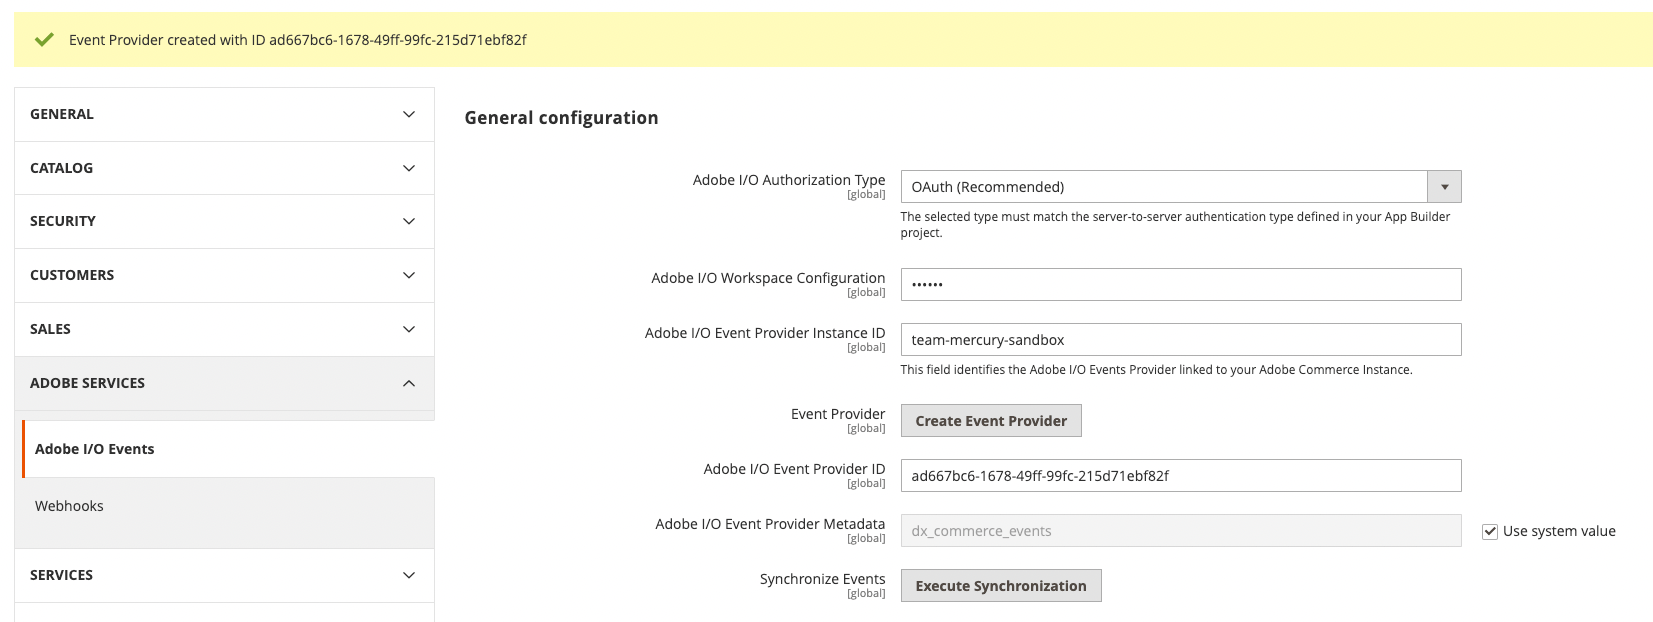 Event Provider created with ID ad667bc6-1678-49ff-99fc-215d71ebf82f
GENERAL
CATALOG
SECURITY
CUSTOMERS
SALES
ADOBE SERVICES
Adobe I/O Events
Webhooks
SERVICES
General configuration
Adobe I/O Authorization Type
[global]
OAuth (Recommended)
The selected type must match the server-to-server authentication type defined in your App Builder
project.
Adobe I/O Workspace Configuration
[global]
••••••
Adobe I/O Event Provider Instance ID
[global]
team-mercury-sandbox
This field identifies the Adobe I/O Events Provider linked to your Adobe Commerce Instance.
Event Provider
[global]
Create Event Provider
Adobe I/O Event Provider ID
[global]
ad667bc6-1678-49ff-99fc-215d71ebf82f
Adobe I/O Event Provider Metadata
[global]
dx_commerce_events
Use system value
Synchronize Events
[global]
Execute Synchronization